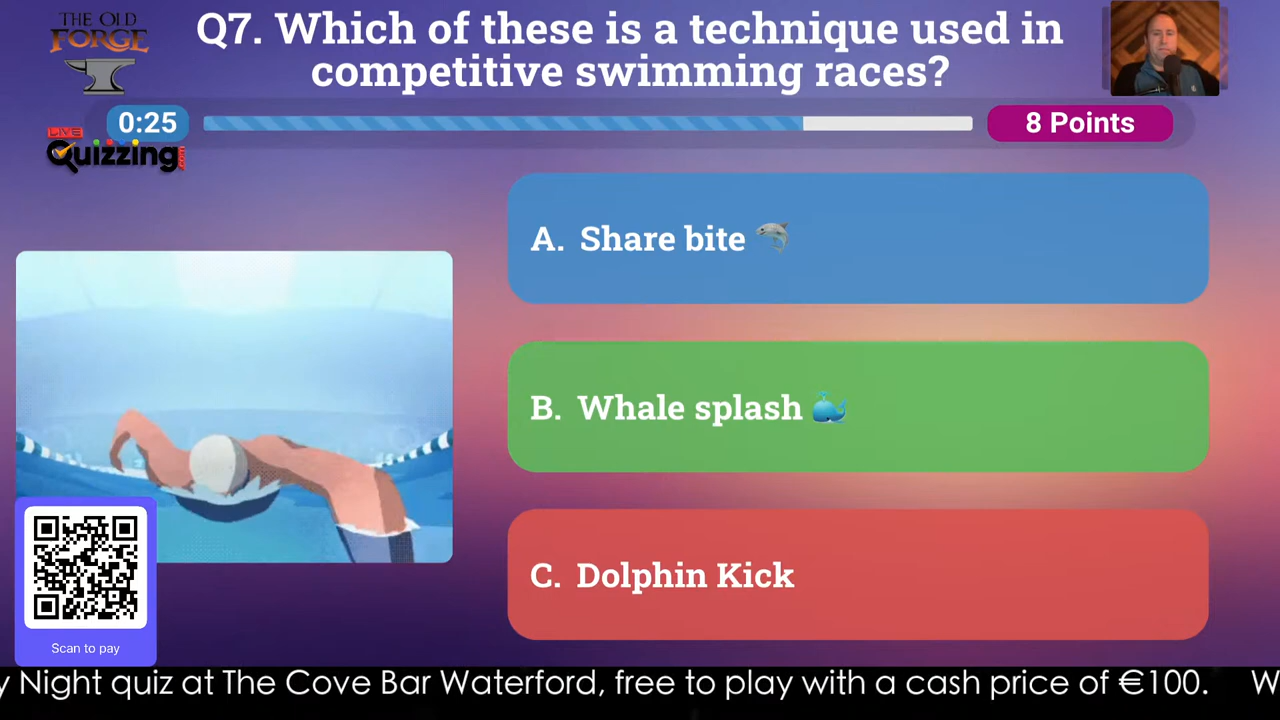 THE OLD
FORGE
Q7. Which of these is a technique used in
competitive swimming races?
0:25
8 Points
LIVE
Quizzing
A. Share bite
B. Whale splash
C. Dolphin Kick
Scan to pay
y Night quiz at The Cove Bar Waterford, free to play with a cash price of €100. W